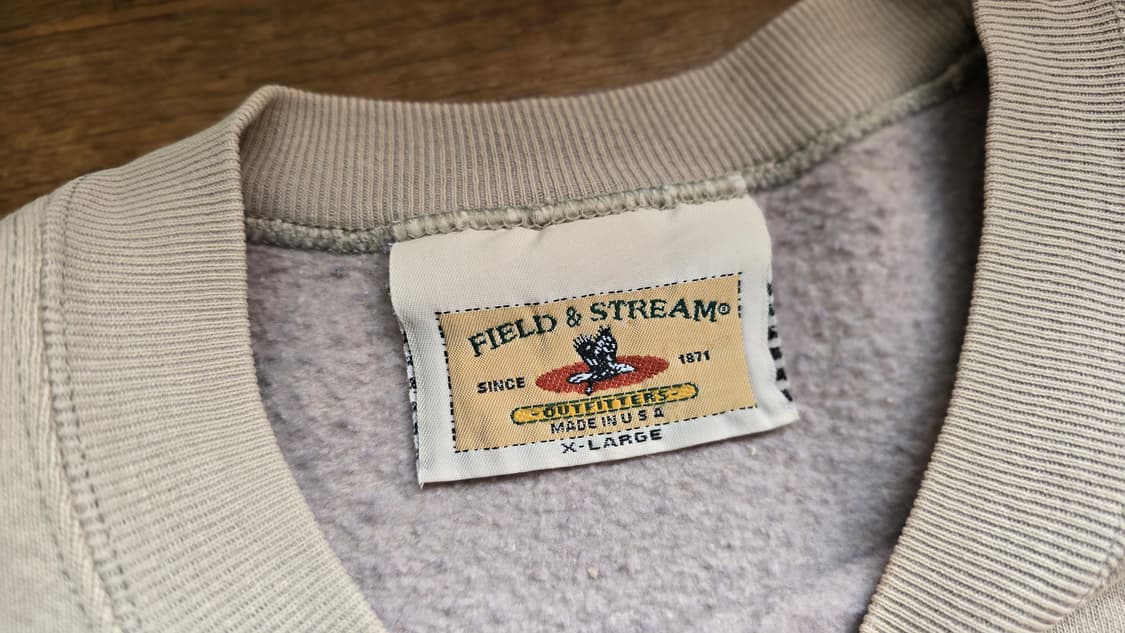 FIELD & STREAM®
SINCE 1871
-OUTFITTERS-
MADE IN U S A
X-LARGE